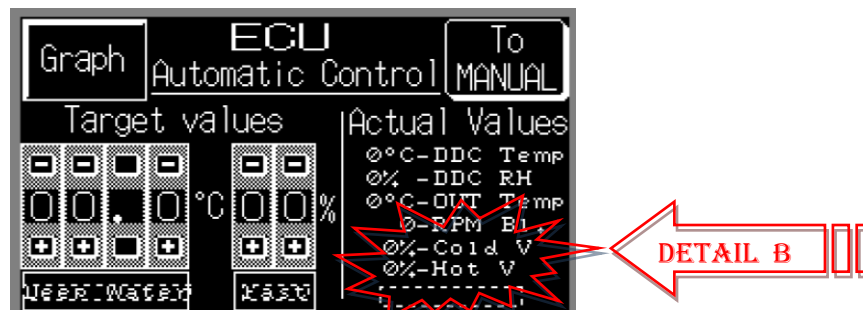 Graph
ECU
Automatic Control
To
MANUAL
Target values
Actual Values
00.0 °C
00 %
0°C-DDC Temp
0% -DDC RH
0°C-OUT Temp
0-RPM Bl.
0%-Cold V
0%-Hot V
DETAIL B